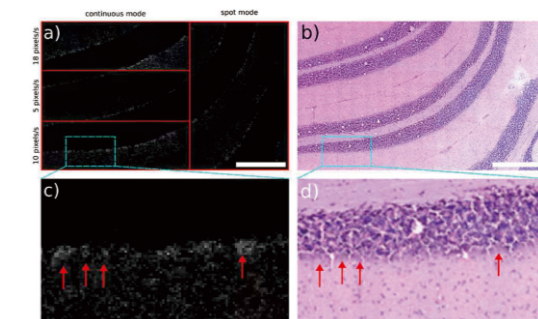 continuous mode spot mode
a) b)
18 pixels/s
5 pixels/s
10 pixels/s
c) d)